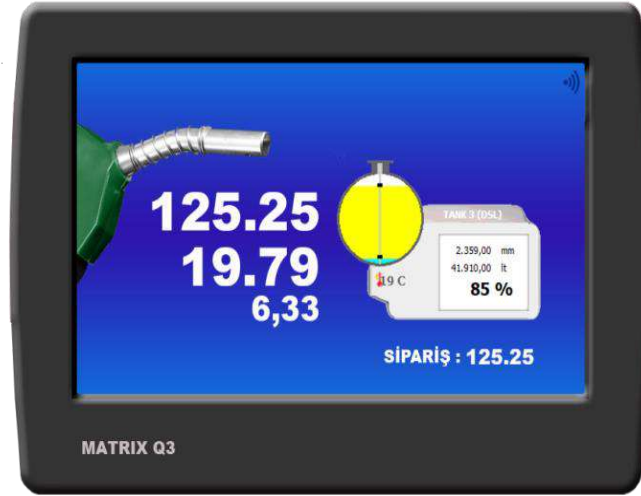 125.25
19.79
6,33
TANK 3 (DSL)
2.359,00 mm
41.910,00 lt
85 %
19 C
SİPARİŞ : 125.25
MATRIX Q3